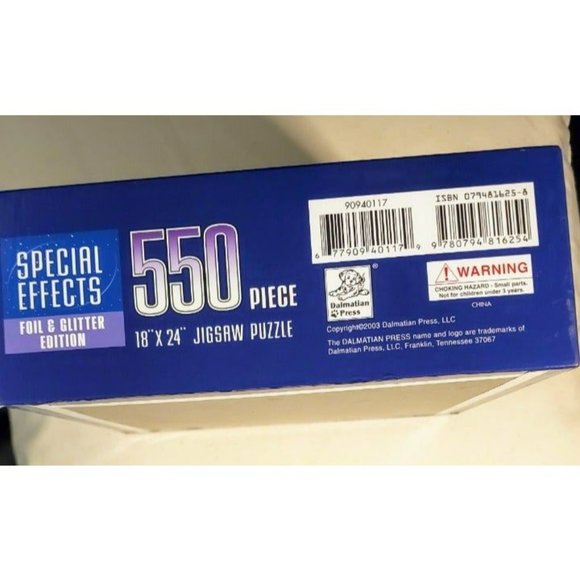 SPECIAL
EFFECTS
FOIL & GLITTER
EDITION
550 PIECE
18" X 24" JIGSAW PUZZLE
90940117
6 77909 40117 9
ISBN 079481625-8
9 780794 816254
Dalmatian
Press
WARNING
CHOKING HAZARD - Small parts.
Not for children under 3 years.
CHINA
Copyright©2003 Dalmatian Press, LLC
The DALMATIAN PRESS name and logo are trademarks of
Dalmatian Press, LLC, Franklin, Tennessee 37067